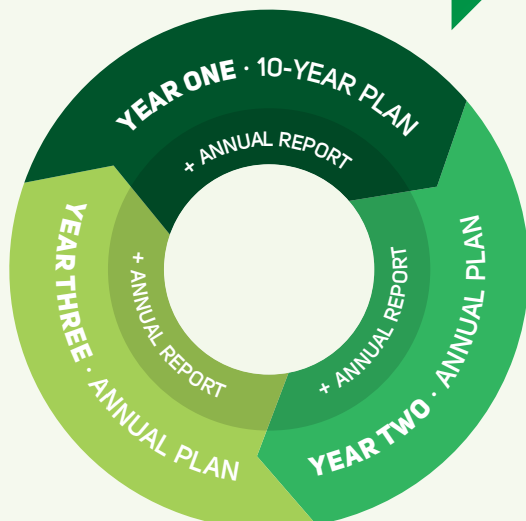 YEAR ONE · 10-YEAR PLAN
+ ANNUAL REPORT
YEAR TWO · ANNUAL PLAN
+ ANNUAL REPORT
YEAR THREE · ANNUAL PLAN
+ ANNUAL REPORT